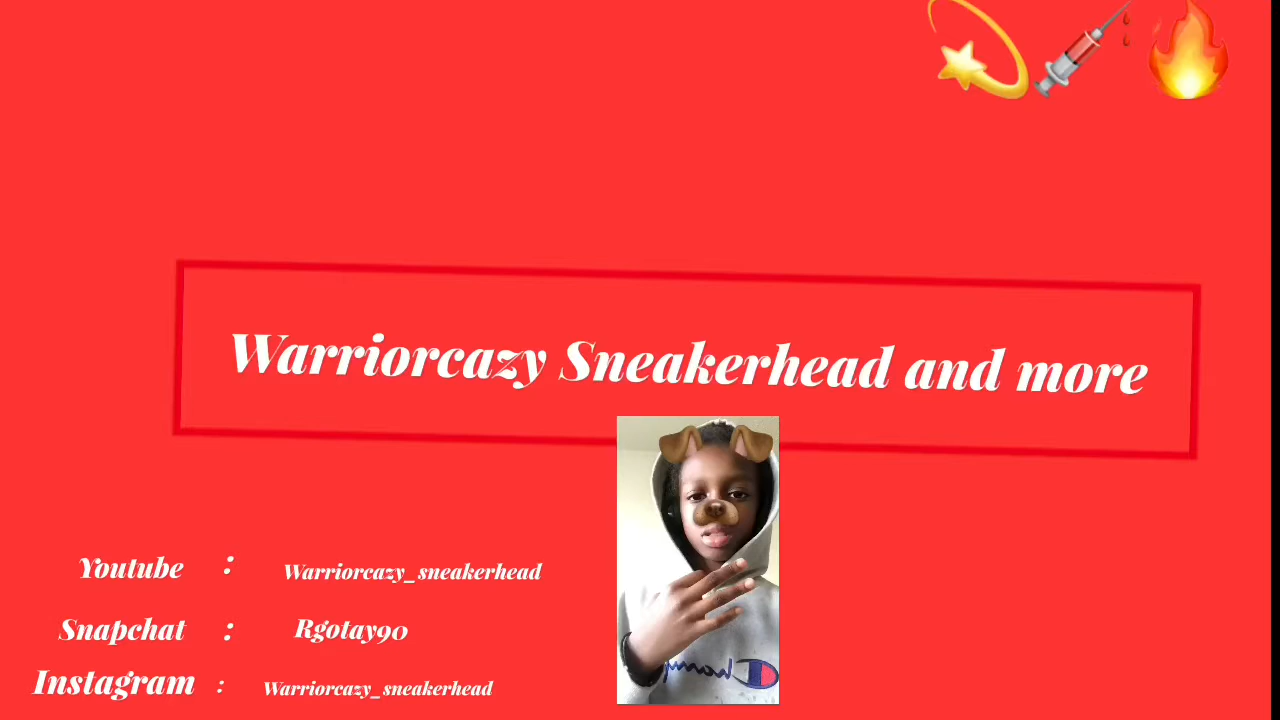 Warriorcazy Sneakerhead and more
Youtube : Warriorcazy_sneakerhead
Snapchat : Rgotay90
Instagram : Warriorcazy_sneakerhead